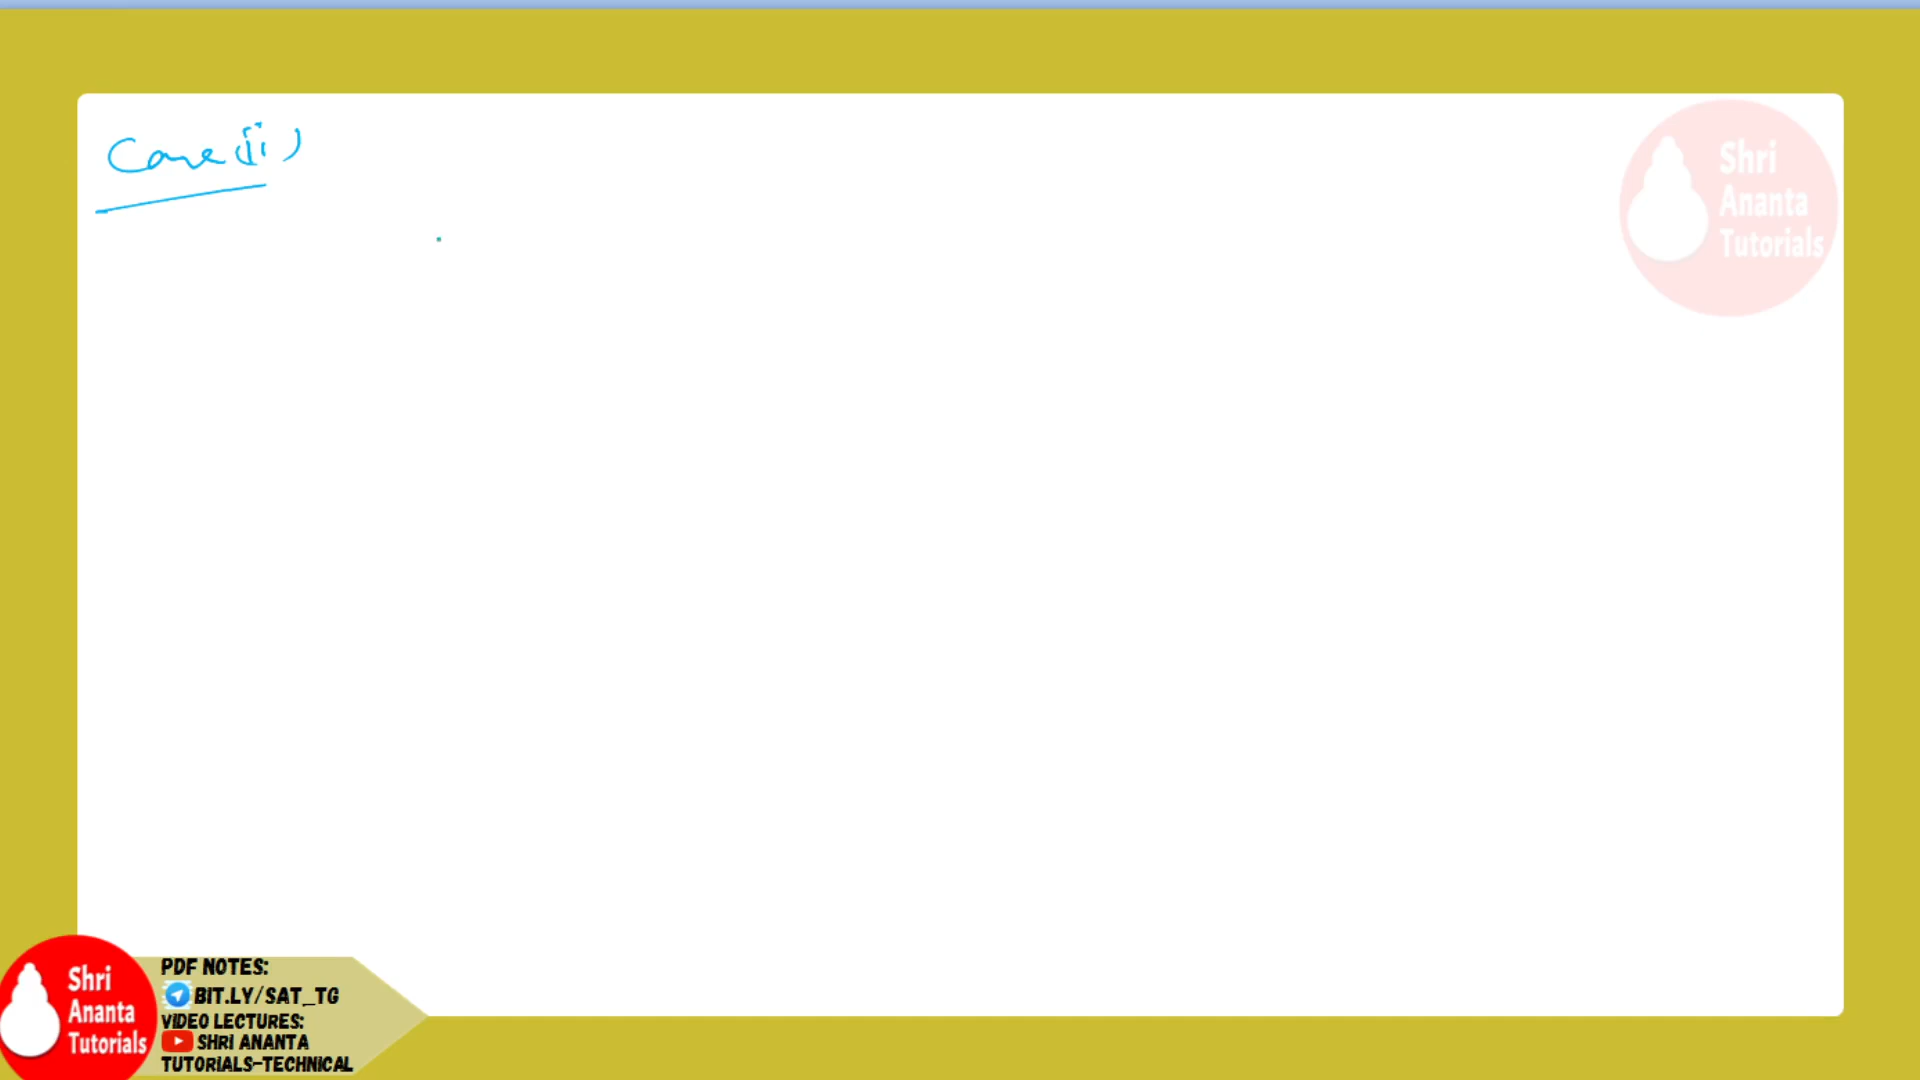 Case (ii)
Shri
Ananta
Tutorials
Shri
Ananta
Tutorials
PDF NOTES:
BIT.LY/SAT_TG
VIDEO LECTURES:
SHRI ANANTA
TUTORIALS-TECHNICAL